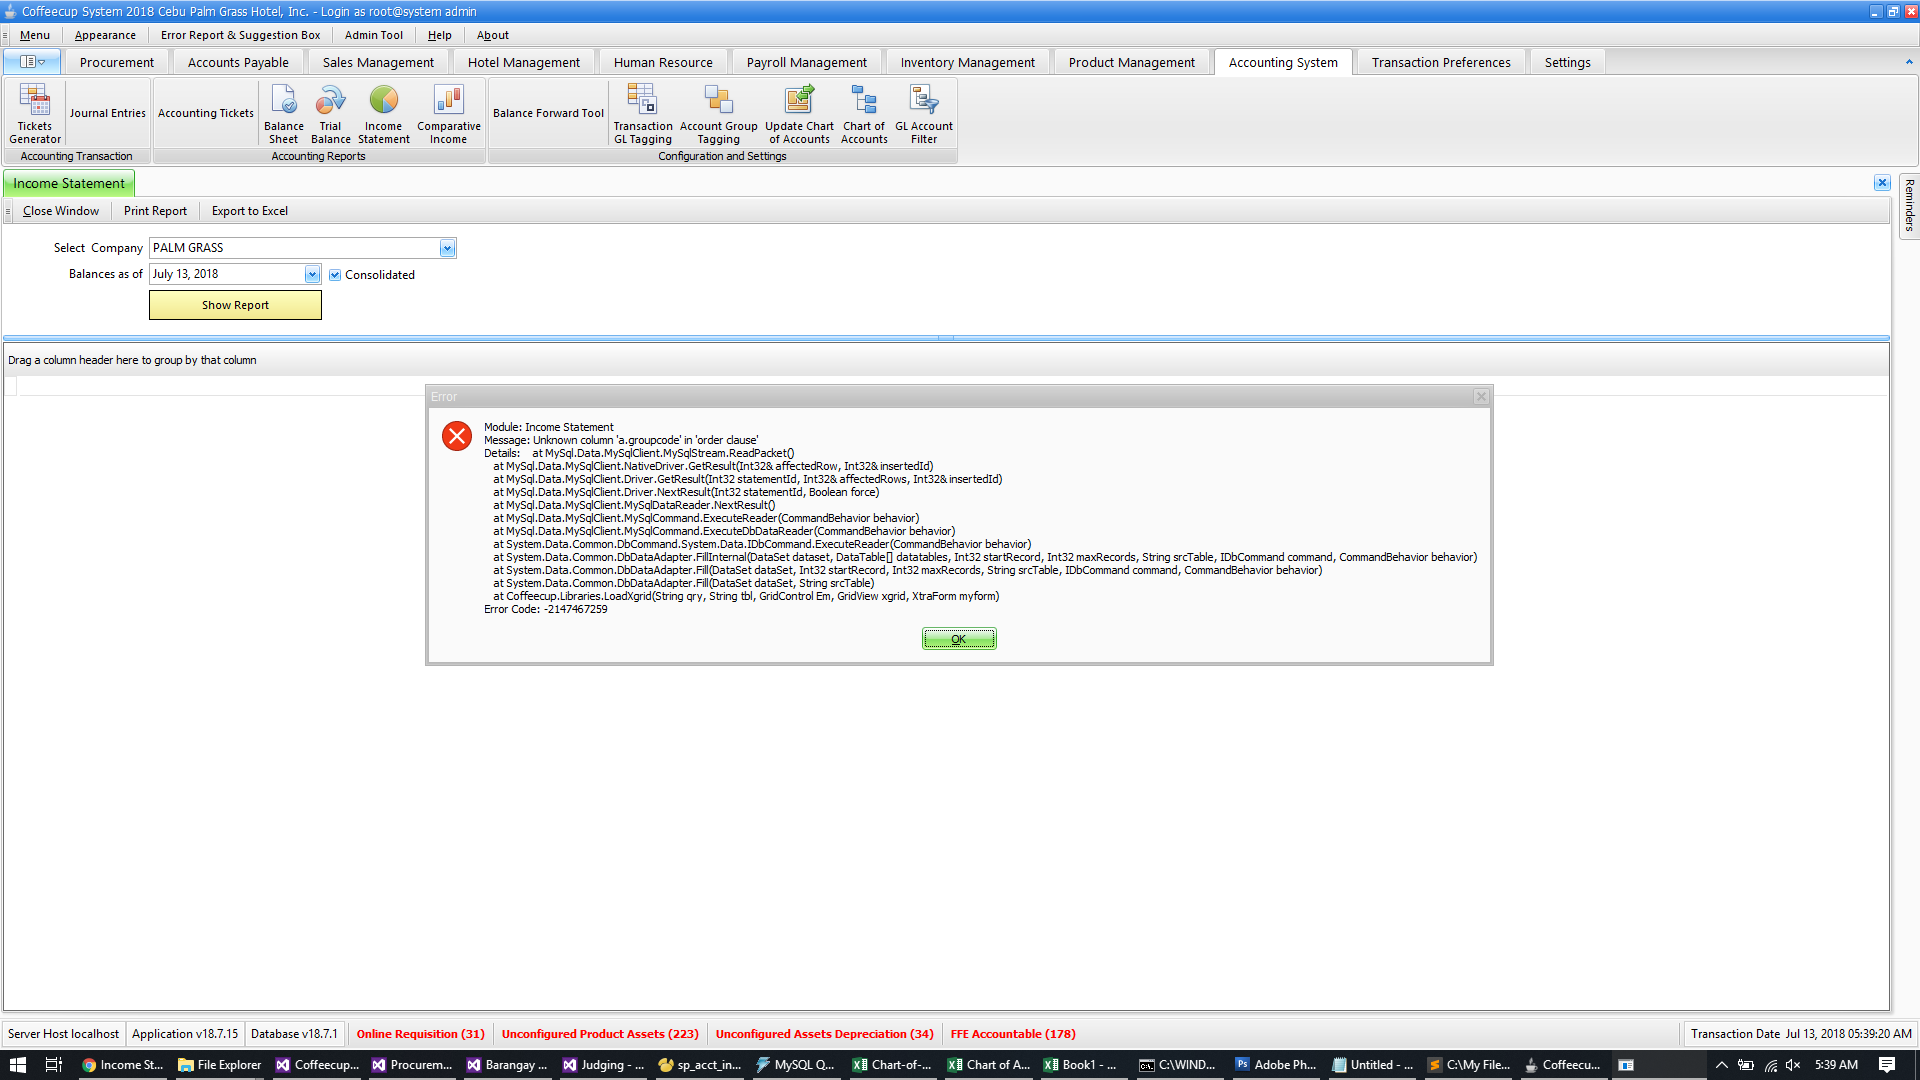 Coffeecup System 2018 Cebu Palm Grass Hotel, Inc. - Login as root@system admin
Menu Appearance Error Report & Suggestion Box Admin Tool Help About
Procurement Accounts Payable Sales Management Hotel Management Human Resource Payroll Management Inventory Management Product Management Accounting System Transaction Preferences Settings
Tickets Generator Journal Entries Accounting Tickets Balance Sheet Trial Balance Income Statement Comparative Income Balance Forward Tool Transaction GL Tagging Account Group Tagging Update Chart of Accounts Chart of Accounts GL Account Filter
Accounting Transaction Accounting Reports Configuration and Settings
Income Statement
Reminders
Close Window Print Report Export to Excel
Select Company PALM GRASS
Balances as of July 13, 2018 Consolidated
Show Report
Drag a column header here to group by that column
Error
Module: Income Statement
Message: Unknown column 'a.groupcode' in 'order clause'
Details: at MySql.Data.MySqlClient.MySqlStream.ReadPacket()
at MySql.Data.MySqlClient.NativeDriver.GetResult(Int32& affectedRow, Int32& insertedId)
at MySql.Data.MySqlClient.Driver.GetResult(Int32 statementId, Int32& affectedRows, Int32& insertedId)
at MySql.Data.MySqlClient.Driver.NextResult(Int32 statementId, Boolean force)
at MySql.Data.MySqlClient.MySqlDataReader.NextResult()
at MySql.Data.MySqlClient.MySqlCommand.ExecuteReader(CommandBehavior behavior)
at MySql.Data.MySqlClient.MySqlCommand.ExecuteDbDataReader(CommandBehavior behavior)
at System.Data.Common.DbCommand.System.Data.IDbCommand.ExecuteReader(CommandBehavior behavior)
at System.Data.Common.DbDataAdapter.FillInternal(DataSet dataset, DataTable[] datatables, Int32 startRecord, Int32 maxRecords, String srcTable, IDbCommand command, CommandBehavior behavior)
at System.Data.Common.DbDataAdapter.Fill(DataSet dataSet, Int32 startRecord, Int32 maxRecords, String srcTable, IDbCommand command, CommandBehavior behavior)
at System.Data.Common.DbDataAdapter.Fill(DataSet dataSet, String srcTable)
at Coffeecup.Libraries.LoadXgrid(String qry, String tbl, GridControl Em, GridView xgrid, XtraForm myform)
Error Code: -2147467259
OK
Server Host localhost Application v18.7.15 Database v18.7.1 Online Requisition (31) Unconfigured Product Assets (223) Unconfigured Assets Depreciation (34) FFE Accountable (178) Transaction Date Jul 13, 2018 05:39:20 AM
Income St... File Explorer Coffeecup... Procurem... Barangay ... Judging - ... sp_acct_in... MySQL Q... Chart-of-... Chart of A... Book1 - ... C:\WIND... Adobe Ph... Untitled - ... C:\My File... Coffeecu... 5:39 AM